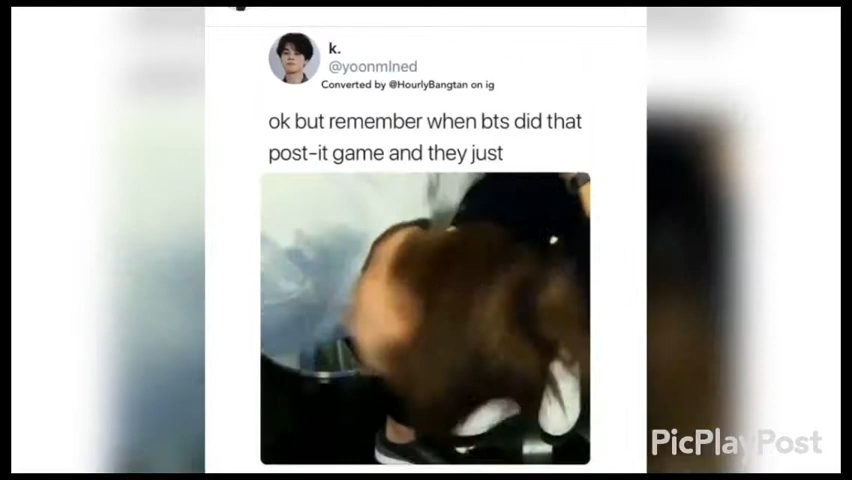 k.
@yoonmlned
Converted by @HourlyBangtan on ig
ok but remember when bts did that
post-it game and they just
PicPlayPost